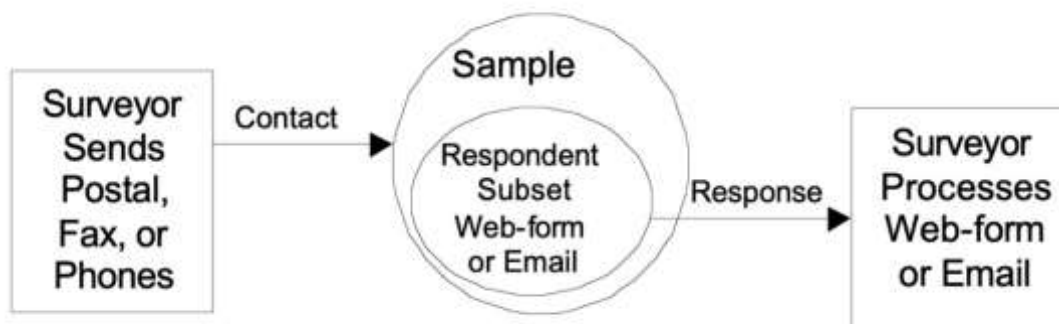 Surveyor
Sends
Postal,
Fax, or
Phones
Contact
Sample
Respondent
Subset
Web-form
or Email
Response
Surveyor
Processes
Web-form
or Email